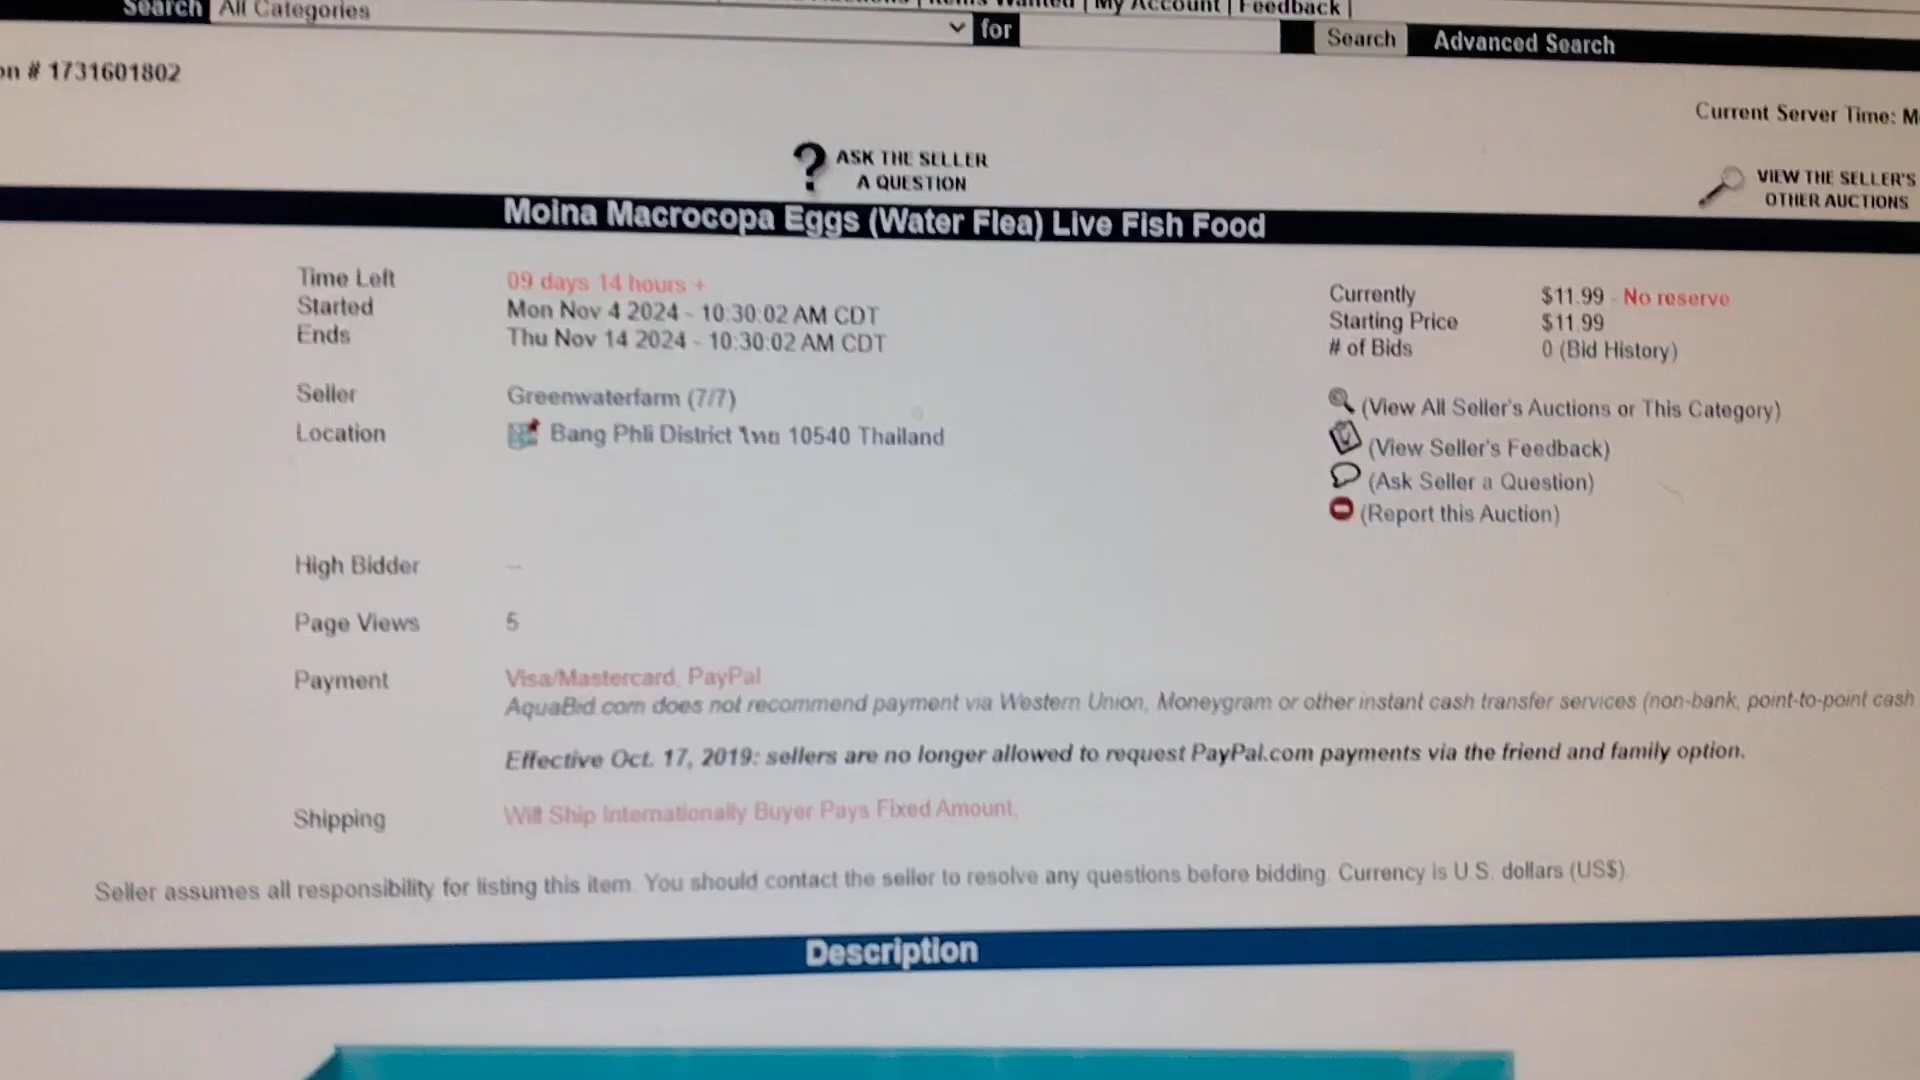 Search All Categories
My Account | Feedback |
for
Search Advanced Search
on # 1731601802
Current Server Time:
ASK THE SELLER
A QUESTION
VIEW THE SELLER'S
OTHER AUCTIONS
Moina Macrocopa Eggs (Water Flea) Live Fish Food
Time Left 09 days 14 hours +
Started Mon Nov 4 2024 - 10:30:02 AM CDT
Ends Thu Nov 14 2024 - 10:30:02 AM CDT
Currently $11.99 - No reserve
Starting Price $11.99
# of Bids 0 (Bid History)
Seller Greenwaterfarm (7/7)
Location Bang Phli District ไทย 10540 Thailand
(View All Seller's Auctions or This Category)
(View Seller's Feedback)
(Ask Seller a Question)
(Report this Auction)
High Bidder --
Page Views 5
Payment Visa/Mastercard, PayPal
AquaBid.com does not recommend payment via Western Union, Moneygram or other instant cash transfer services (non-bank, point-to-point cash
Effective Oct. 17, 2019: sellers are no longer allowed to request PayPal.com payments via the friend and family option.
Shipping Will Ship Internationally Buyer Pays Fixed Amount,
Seller assumes all responsibility for listing this item. You should contact the seller to resolve any questions before bidding. Currency is U.S. dollars (US$).
Description